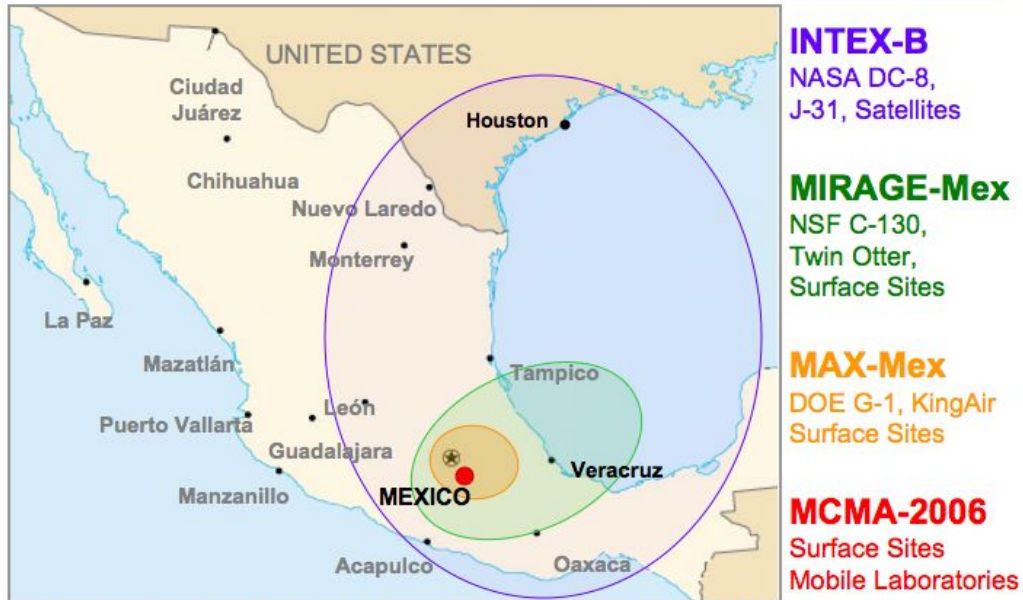 UNITED STATES
Ciudad
Juárez
Houston
Chihuahua
Nuevo Laredo
Monterrey
La Paz
Mazatlán
Tampico
León
Puerto Vallarta
Guadalajara
Veracruz
Manzanillo
MEXICO
Acapulco
Oaxaca
INTEX-B
NASA DC-8,
J-31, Satellites
MIRAGE-Mex
NSF C-130,
Twin Otter,
Surface Sites
MAX-Mex
DOE G-1, KingAir
Surface Sites
MCMA-2006
Surface Sites
Mobile Laboratories